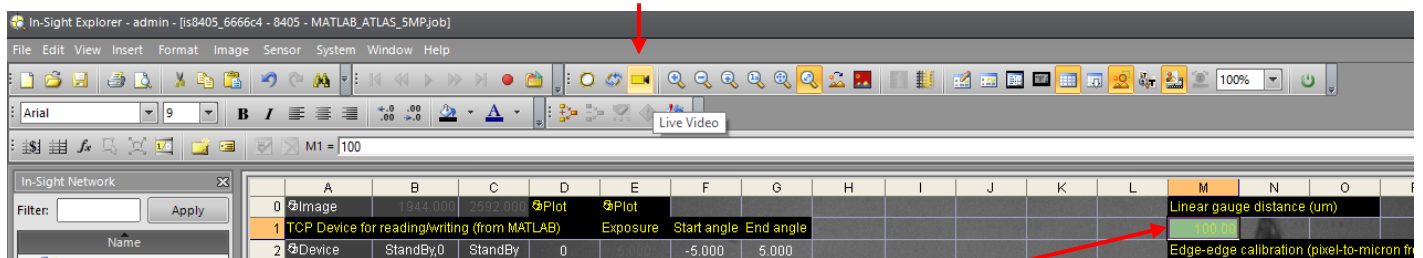 In-Sight Explorer - admin - [is8405_6666c4 - 8405 - MATLAB_ATLAS_5MP.job]
File Edit View Insert Format Image Sensor System Window Help
100%
Arial 9 B I A
Live Video
M1 = 100
In-Sight Network
Filter: Apply
Name
A B C D E F G H I J K L M N O
0 Image 1944.000 2592.000 Plot Plot Linear gauge distance (um)
1 TCP Device for reading/writing (from MATLAB) Exposure Start angle End angle 100.00
2 Device StandBy,0 StandBy 0 -5.000 5.000 Edge-edge calibration (pixel-to-micron